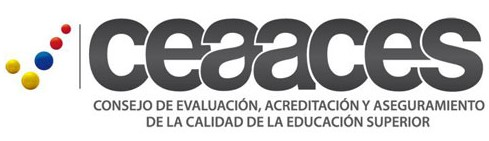 ceaaces
CONSEJO DE EVALUACIÓN, ACREDITACIÓN Y ASEGURAMIENTO
DE LA CALIDAD DE LA EDUCACIÓN SUPERIOR